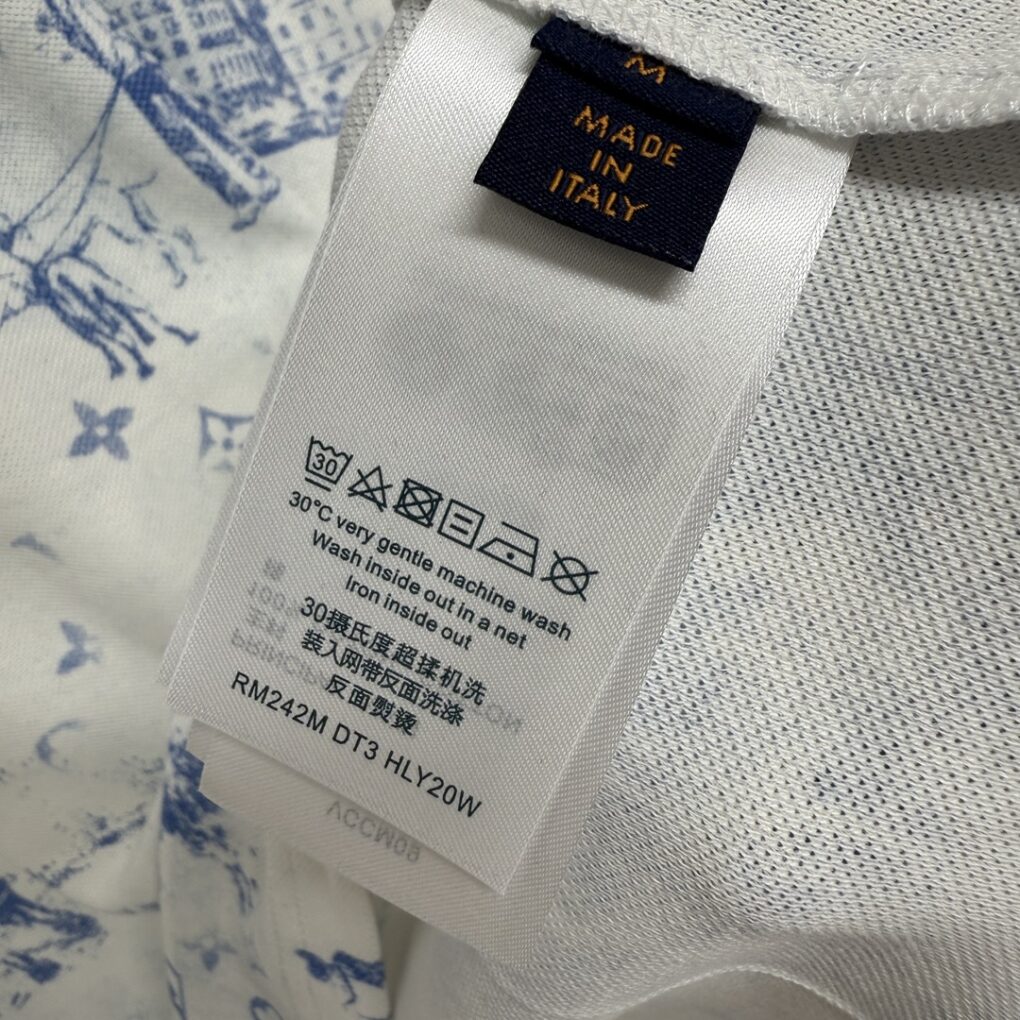 M
MADE
IN
ITALY
30
30°C very gentle machine wash
Wash inside out in a net
Iron inside out
30摄氏度超揉机洗
装入网带反面洗涤
反面熨烫
RM242M DT3 HLY20W
VCCM09